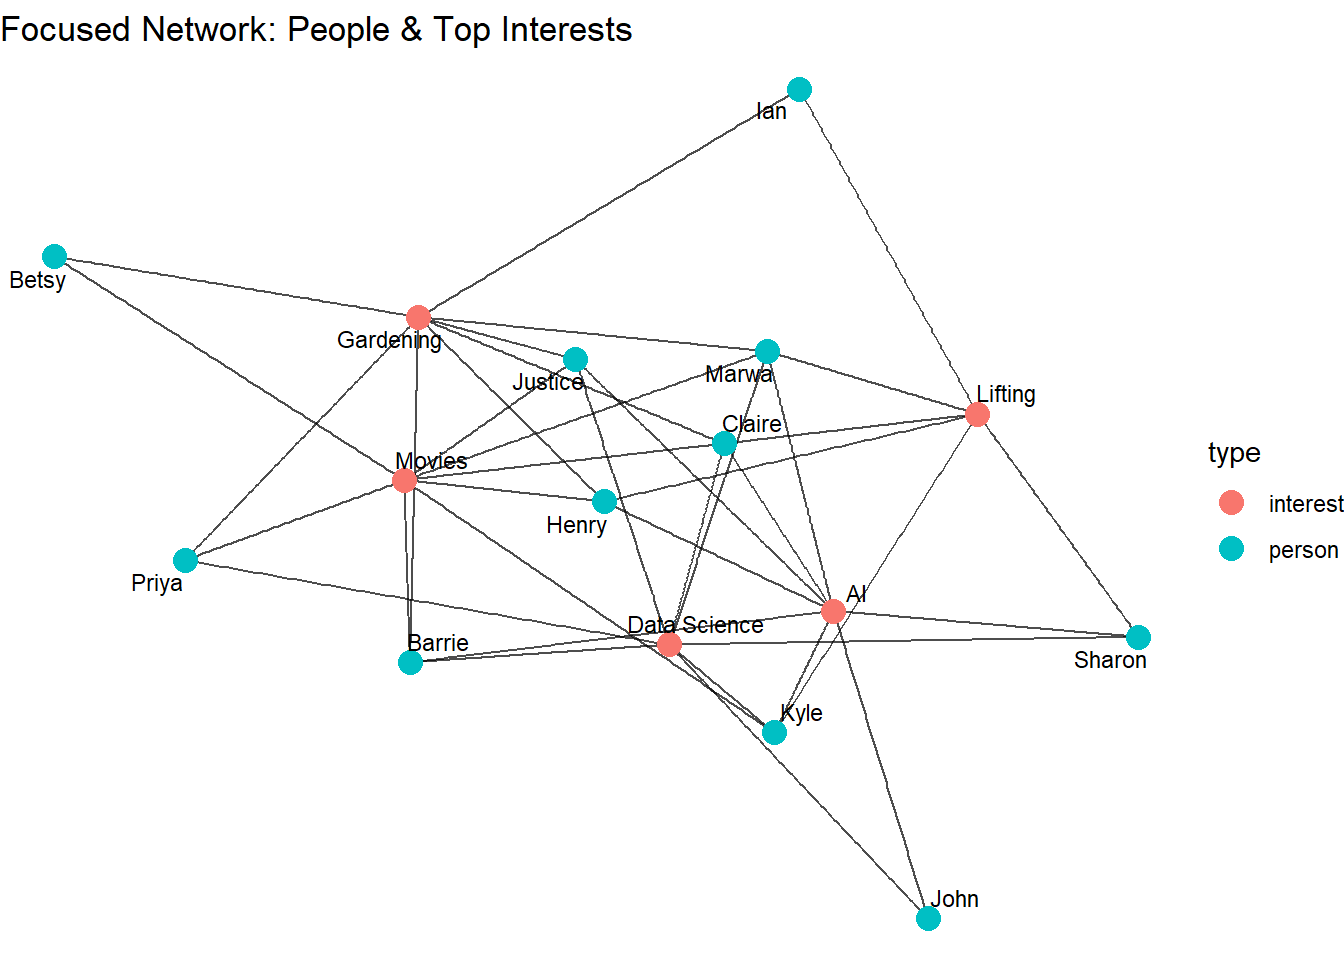 Focused Network: People & Top Interests
Ian
Betsy
Gardening
Justice
Marwa
Lifting
Claire
type
Movies
interest
Henry
person
Priya
AI
Data Science
Barrie
Sharon
Kyle
John